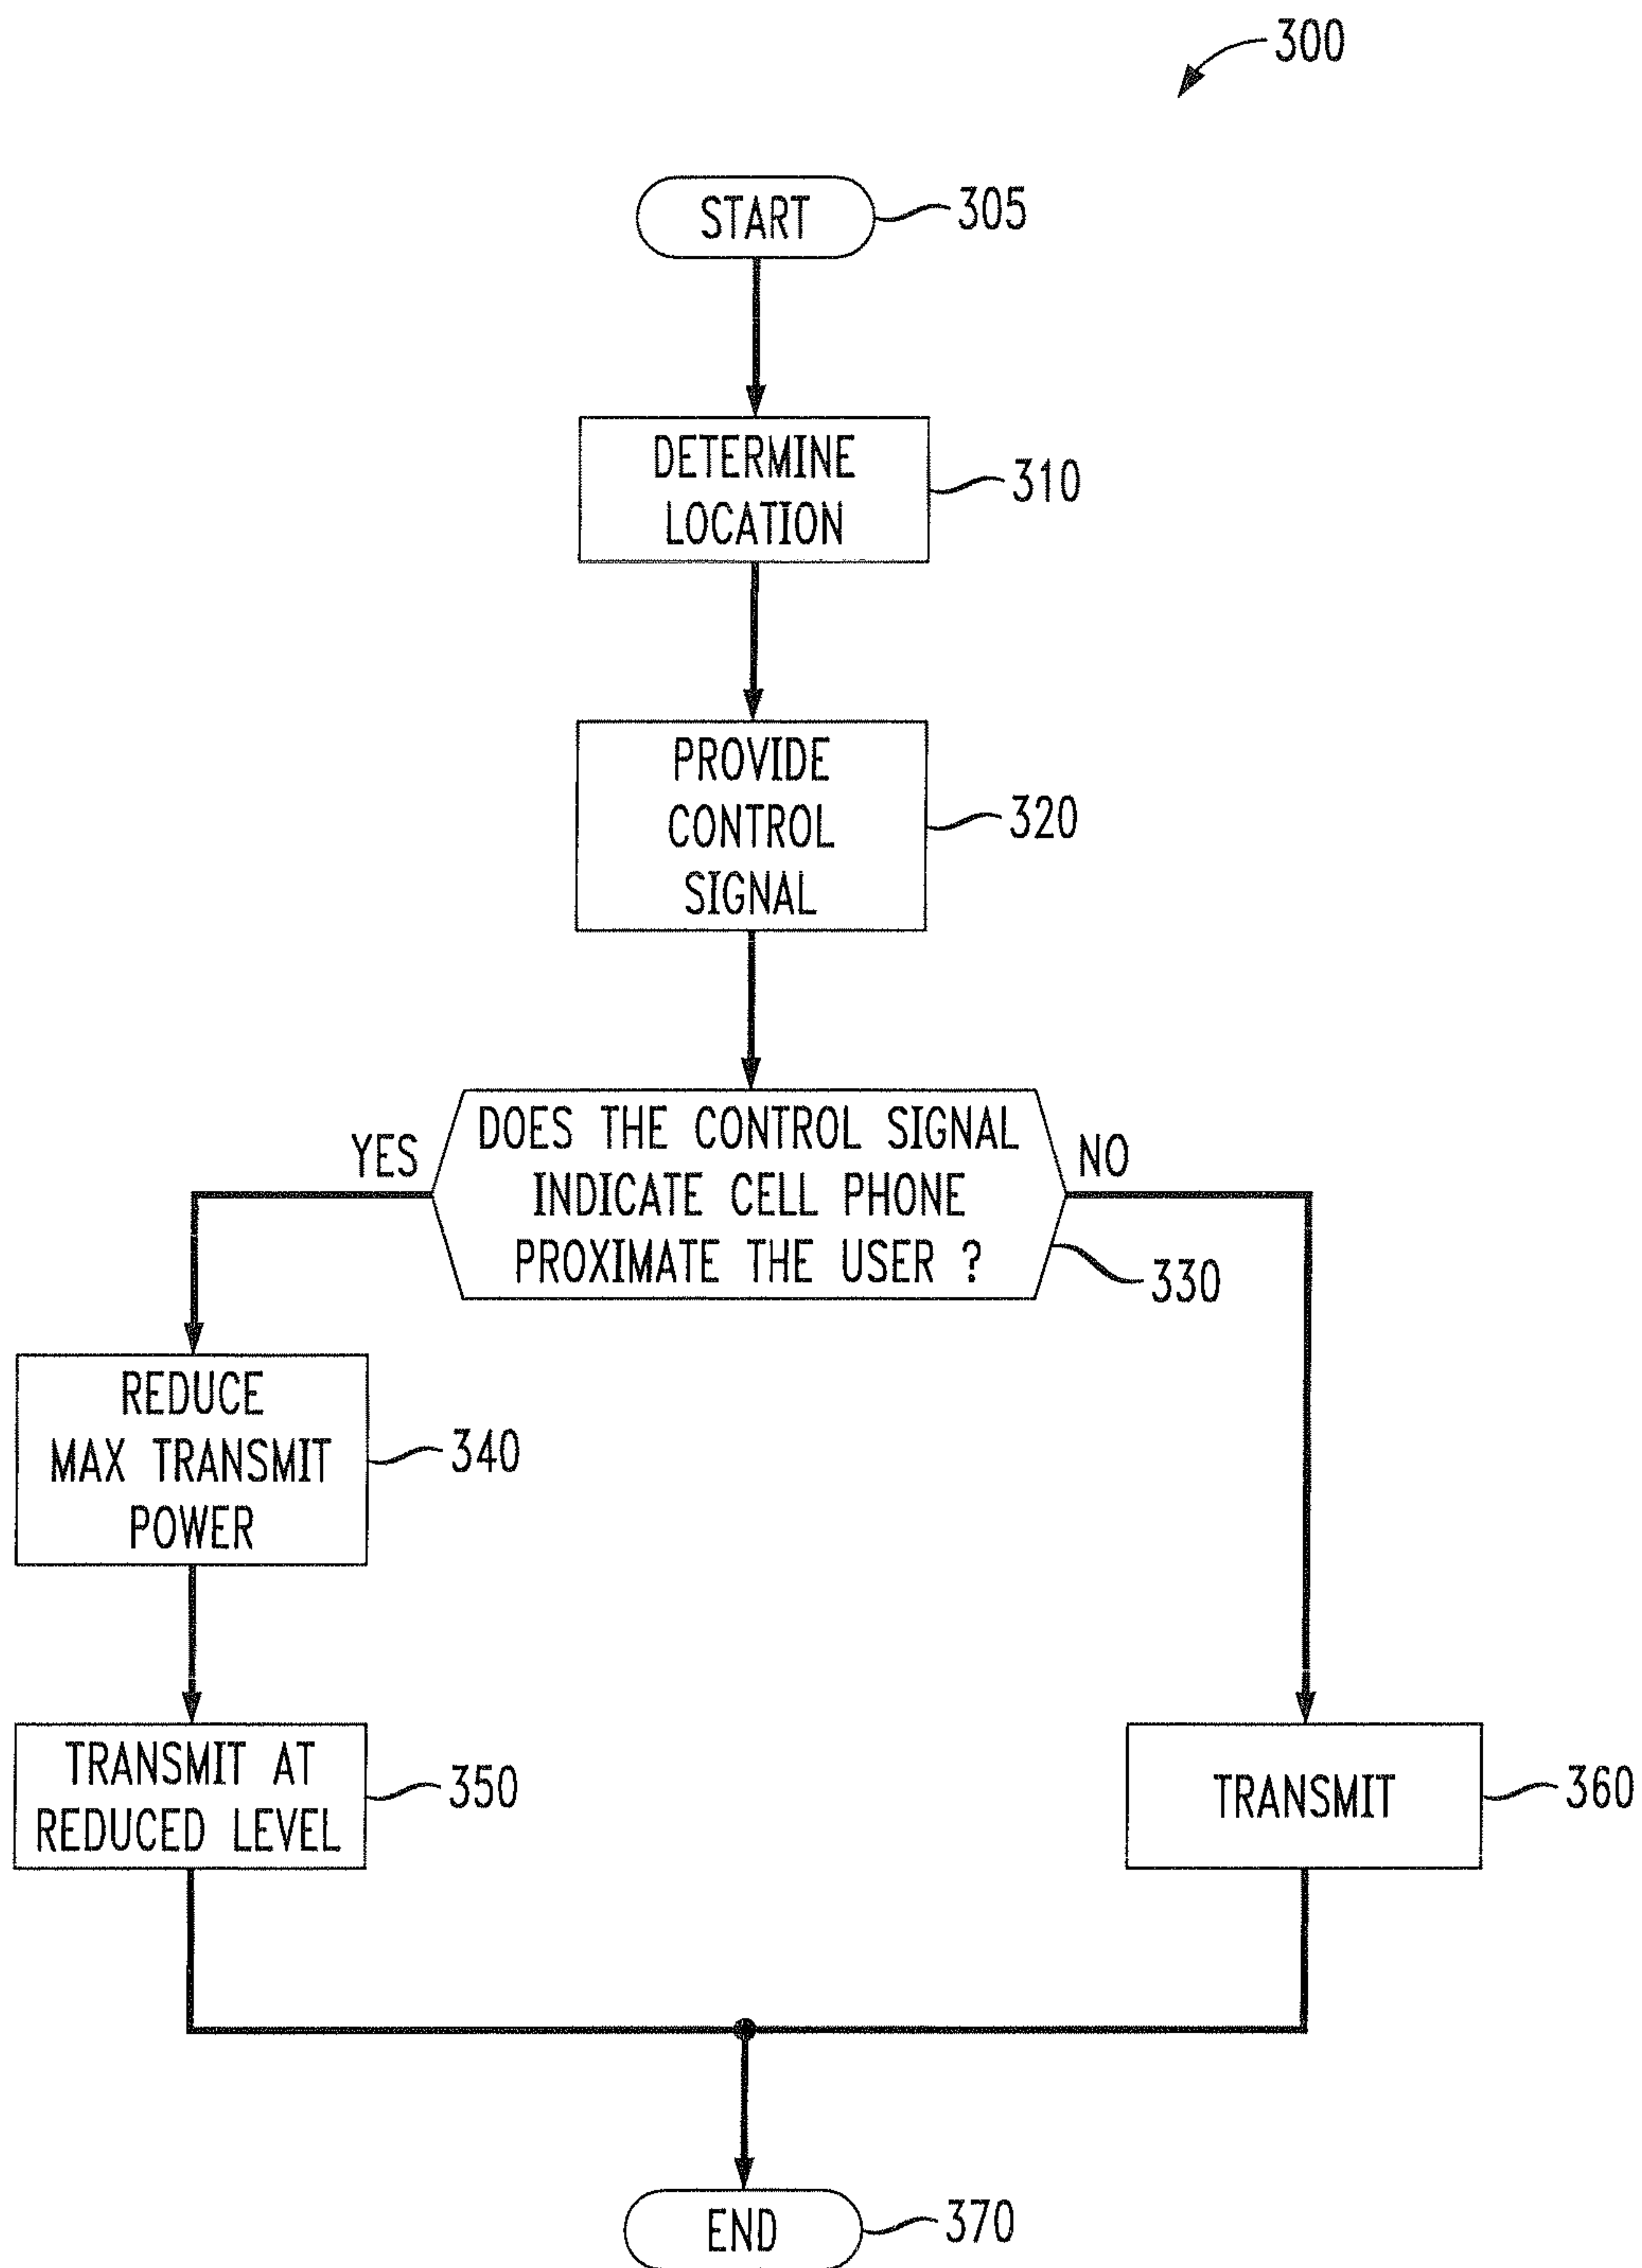 300
START
305
DETERMINE
LOCATION
310
PROVIDE
CONTROL
SIGNAL
320
DOES THE CONTROL SIGNAL
INDICATE CELL PHONE
PROXIMATE THE USER ?
YES
NO
330
REDUCE
MAX TRANSMIT
POWER
340
TRANSMIT AT
REDUCED LEVEL
350
TRANSMIT
360
END
370